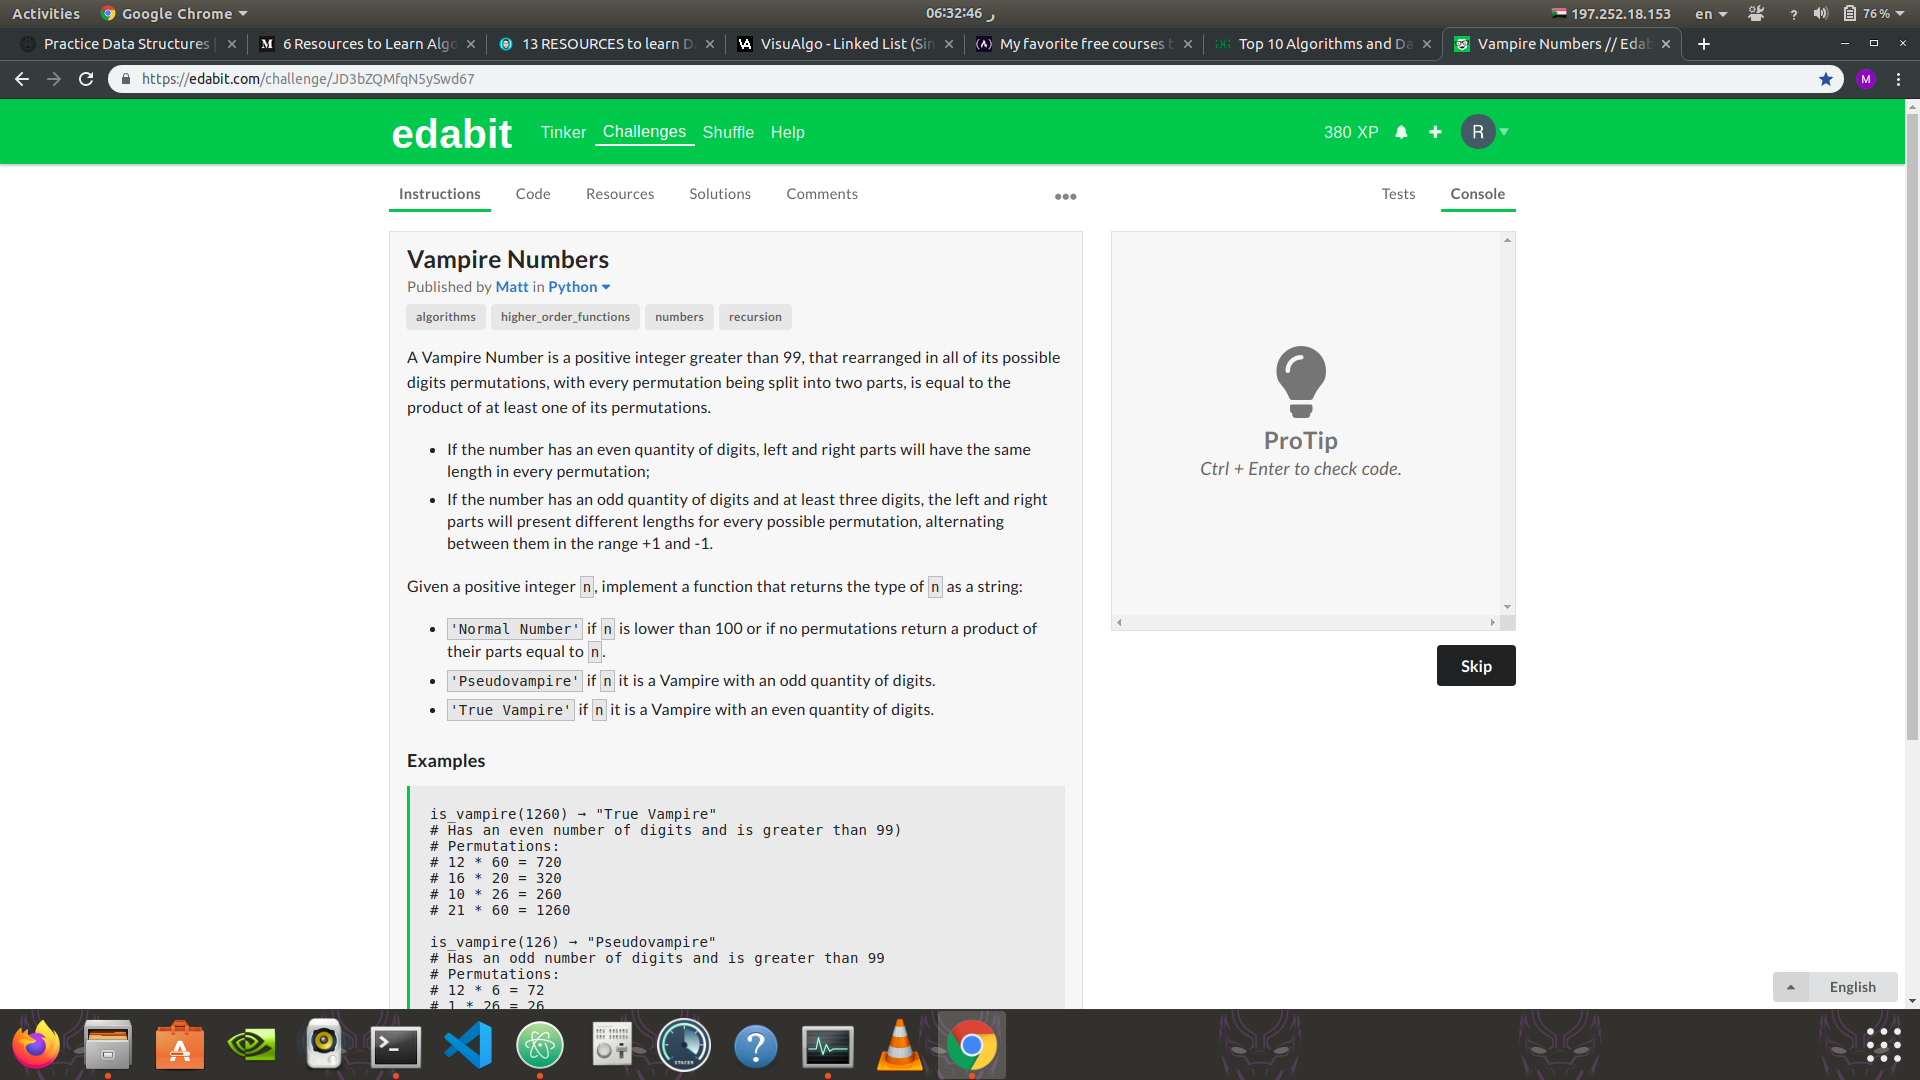 Activities Google Chrome 06:32:46 ر 197.252.18.153 en ? 76 %
Practice Data Structures 6 Resources to Learn Algo 13 RESOURCES to learn D VisuAlgo - Linked List (Sin My favorite free courses t Top 10 Algorithms and Da Vampire Numbers // Edab
https://edabit.com/challenge/JD3bZQMfqN5ySwd67 M
edabit Tinker Challenges Shuffle Help 380 XP R
Instructions Code Resources Solutions Comments Tests Console
Vampire Numbers
Published by Matt in Python
algorithms higher_order_functions numbers recursion
A Vampire Number is a positive integer greater than 99, that rearranged in all of its possible
digits permutations, with every permutation being split into two parts, is equal to the
product of at least one of its permutations.
• If the number has an even quantity of digits, left and right parts will have the same
length in every permutation;
• If the number has an odd quantity of digits and at least three digits, the left and right
parts will present different lengths for every possible permutation, alternating
between them in the range +1 and -1.
Given a positive integer n, implement a function that returns the type of n as a string:
• 'Normal Number' if n is lower than 100 or if no permutations return a product of
their parts equal to n.
• 'Pseudovampire' if n it is a Vampire with an odd quantity of digits.
• 'True Vampire' if n it is a Vampire with an even quantity of digits.
Examples
is_vampire(1260) → "True Vampire"
# Has an even number of digits and is greater than 99)
# Permutations:
# 12 * 60 = 720
# 16 * 20 = 320
# 10 * 26 = 260
# 21 * 60 = 1260
is_vampire(126) → "Pseudovampire"
# Has an odd number of digits and is greater than 99
# Permutations:
# 12 * 6 = 72
# 1 * 26 = 26
ProTip
Ctrl + Enter to check code.
Skip
English
STACER